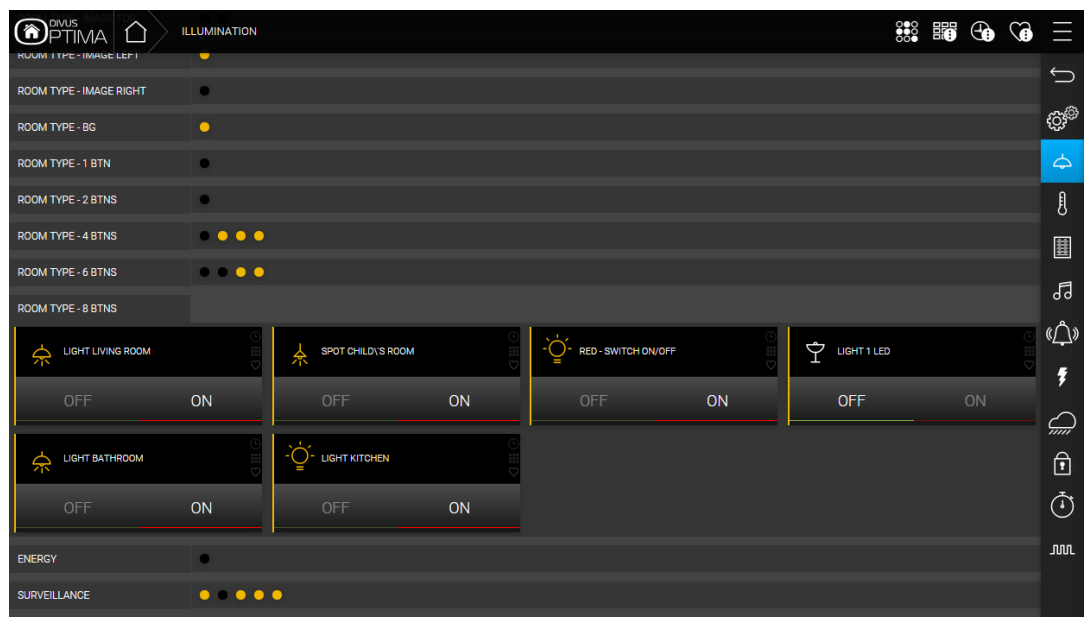 DIVUS
OPTIMA
ILLUMINATION
ROOM TYPE - IMAGE LEFT
ROOM TYPE - IMAGE RIGHT
ROOM TYPE - BG
ROOM TYPE - 1 BTN
ROOM TYPE - 2 BTNS
ROOM TYPE - 4 BTNS
ROOM TYPE - 6 BTNS
ROOM TYPE - 8 BTNS
LIGHT LIVING ROOM
SPOT CHILD\'S ROOM
RED - SWITCH ON/OFF
LIGHT 1 LED
OFF ON
OFF ON
OFF ON
OFF ON
LIGHT BATHROOM
LIGHT KITCHEN
OFF ON
OFF ON
ENERGY
SURVEILLANCE